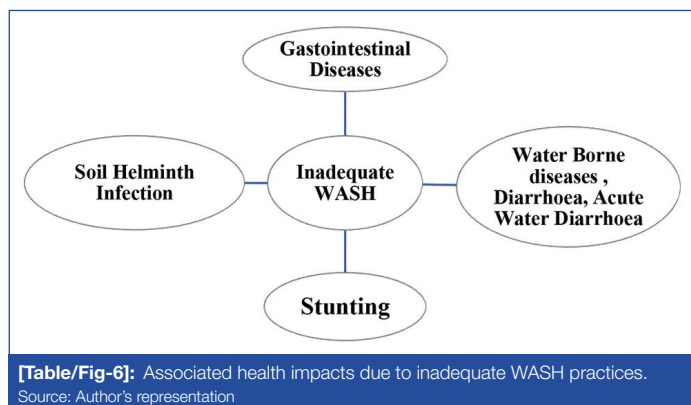 Gastointestinal
Diseases
Soil Helminth
Infection
Inadequate
WASH
Water Borne
diseases ,
Diarrhoea, Acute
Water Diarrhoea
Stunting
[Table/Fig-6]: Associated health impacts due to inadequate WASH practices.
Source: Author's representation